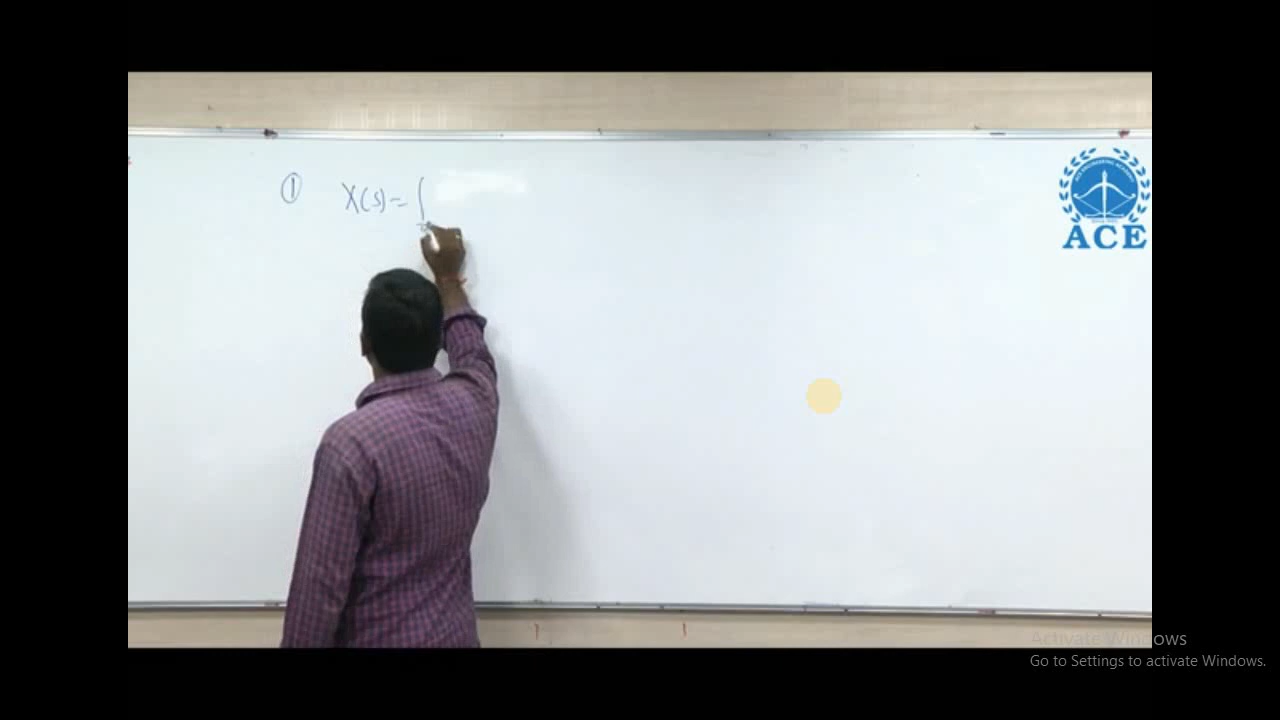 ① X(s) = ∫
ACE
Activate Windows
Go to Settings to activate Windows.